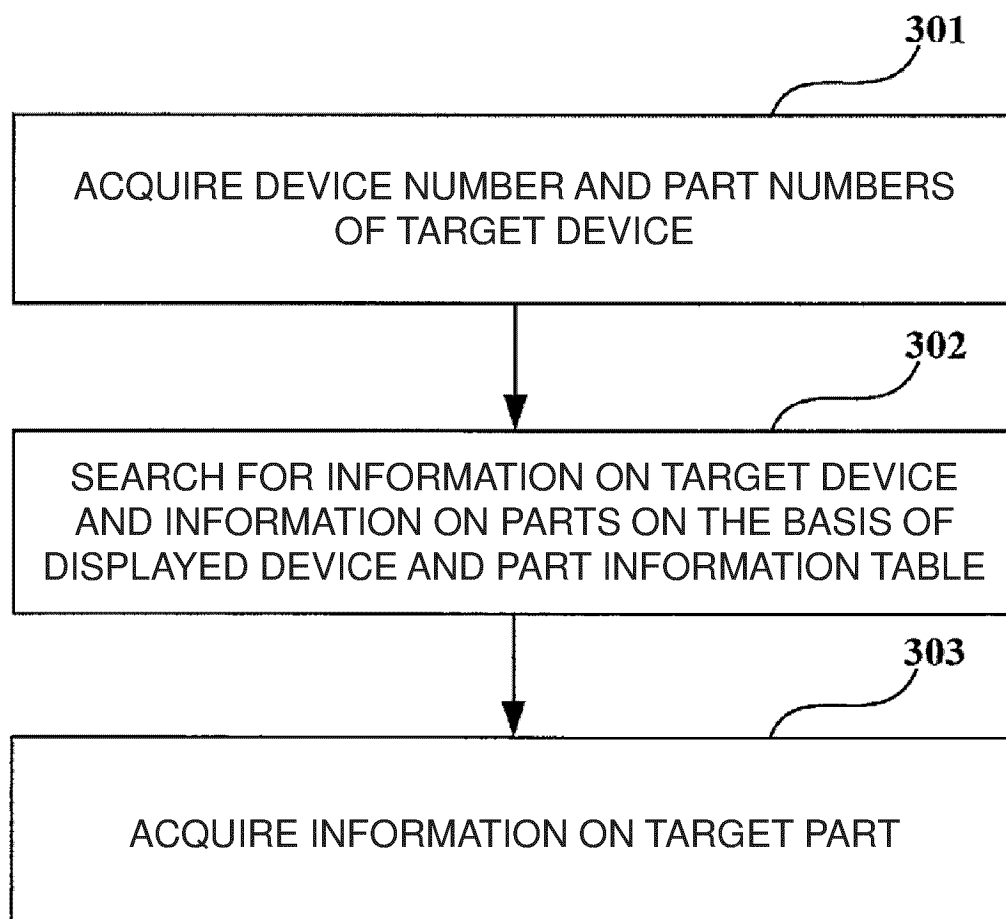 301
ACQUIRE DEVICE NUMBER AND PART NUMBERS
OF TARGET DEVICE
302
SEARCH FOR INFORMATION ON TARGET DEVICE
AND INFORMATION ON PARTS ON THE BASIS OF
DISPLAYED DEVICE AND PART INFORMATION TABLE
303
ACQUIRE INFORMATION ON TARGET PART